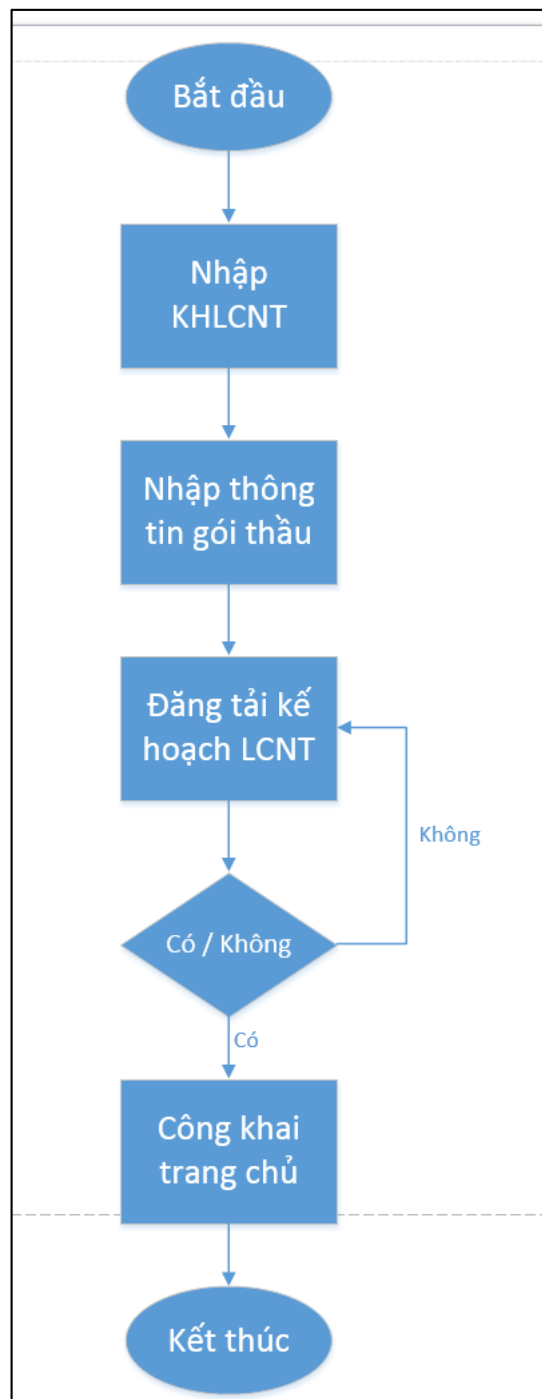 Bắt đầu
Nhập
KHLCNT
Nhập thông
tin gói thầu
Đăng tải kế
hoạch LCNT
Không
Có / Không
Có
Công khai
trang chủ
Kết thúc